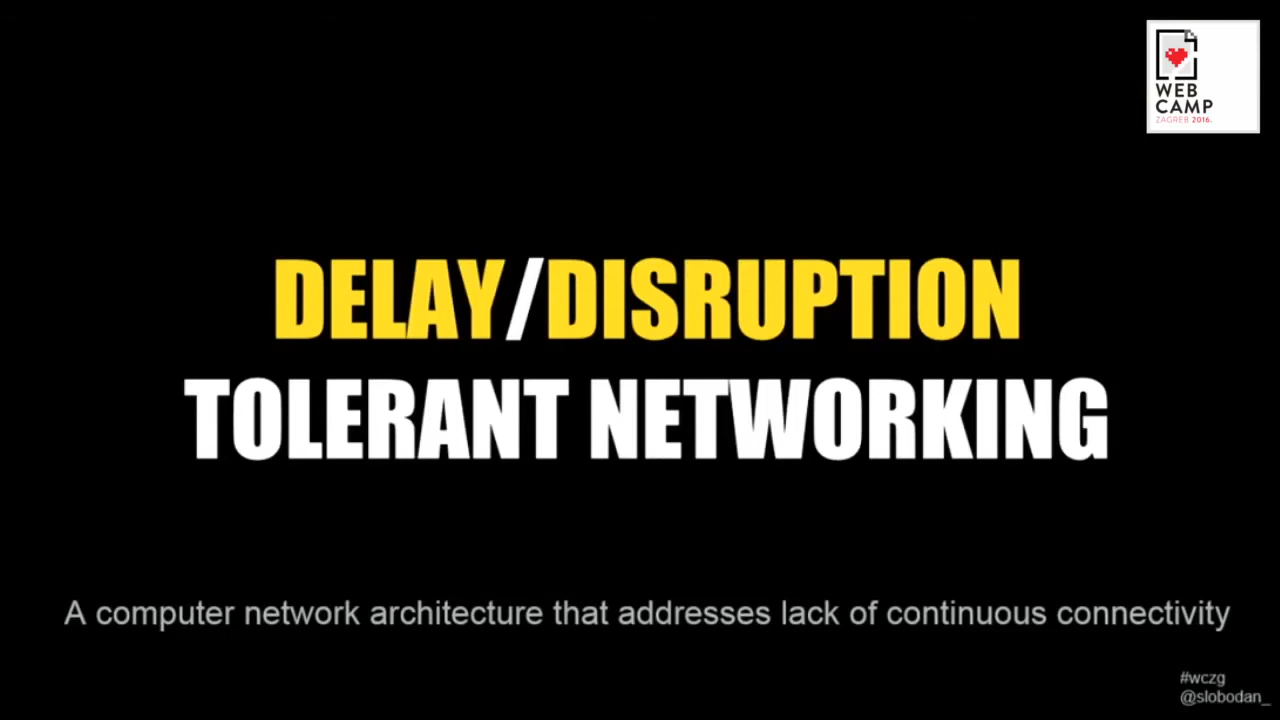 WEB
CAMP
ZAGREB 2016.
DELAY/DISRUPTION
TOLERANT NETWORKING
A computer network architecture that addresses lack of continuous connectivity
#wczg
@slobodan_